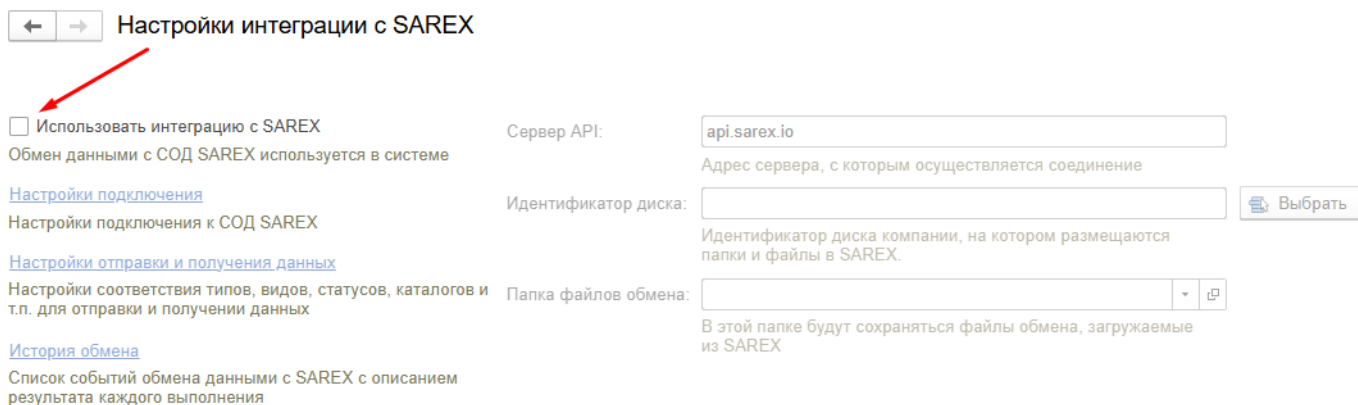 Настройки интеграции с SAREX
Использовать интеграцию с SAREX
Обмен данными с СОД SAREX используется в системе
Настройки подключения
Настройки подключения к СОД SAREX
Настройки отправки и получения данных
Настройки соответствия типов, видов, статусов, каталогов и
т.п. для отправки и получении данных
История обмена
Список событий обмена данными с SAREX с описанием
результата каждого выполнения
Сервер API:
api.sarex.io
Адрес сервера, с которым осуществляется соединение
Идентификатор диска:
Выбрать
Идентификатор диска компании, на котором размещаются
папки и файлы в SAREX.
Папка файлов обмена:
В этой папке будут сохраняться файлы обмена, загружаемые
из SAREX